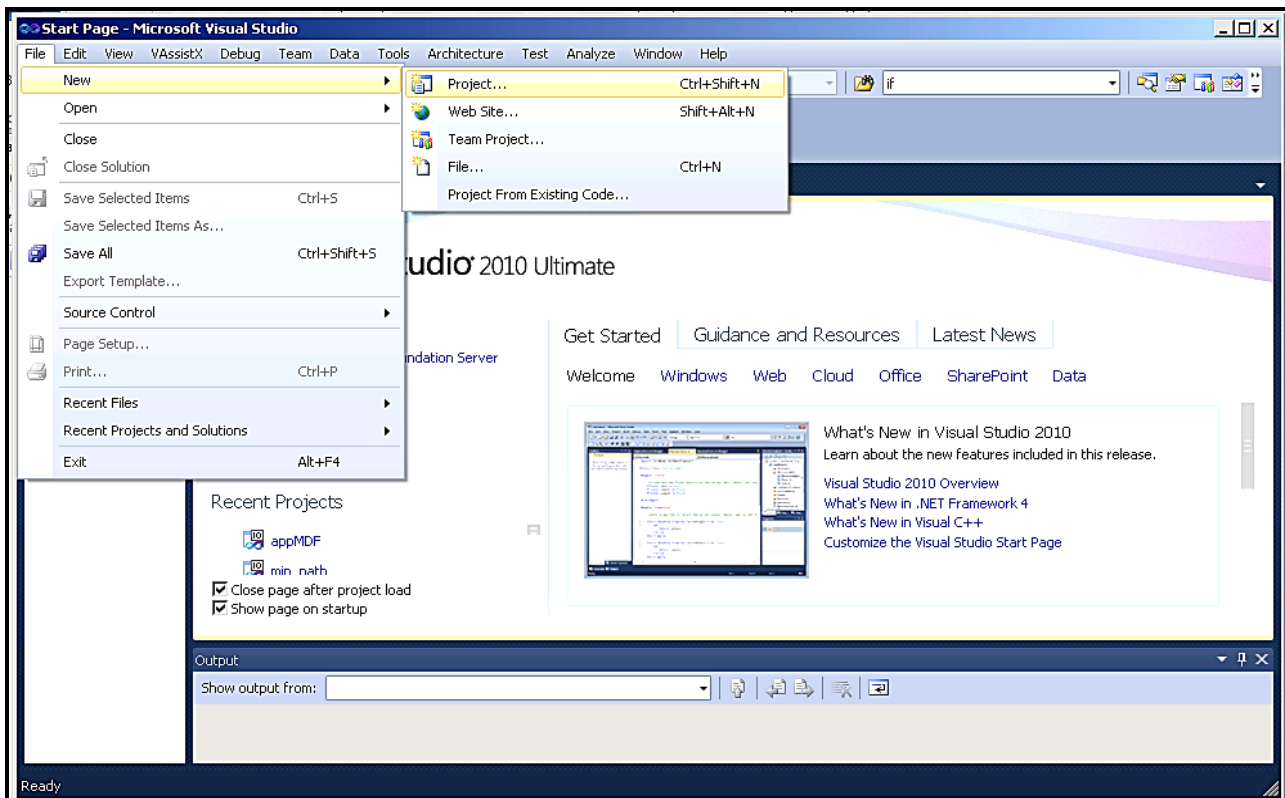 Start Page - Microsoft Visual Studio
File Edit View VAssistX Debug Team Data Tools Architecture Test Analyze Window Help
New
Open
Close
Close Solution
Save Selected Items Ctrl+S
Save Selected Items As...
Save All Ctrl+Shift+S
Export Template...
Source Control
Page Setup...
Print... Ctrl+P
Recent Files
Recent Projects and Solutions
Exit Alt+F4
Project... Ctrl+Shift+N
Web Site... Shift+Alt+N
Team Project...
File... Ctrl+N
Project From Existing Code...
if
udio 2010 Ultimate
ndation Server
Get Started Guidance and Resources Latest News
Welcome Windows Web Cloud Office SharePoint Data
What's New in Visual Studio 2010
Learn about the new features included in this release.
Visual Studio 2010 Overview
What's New in .NET Framework 4
What's New in Visual C++
Customize the Visual Studio Start Page
Recent Projects
appMDF
min_path
Close page after project load
Show page on startup
Output
Show output from:
Ready